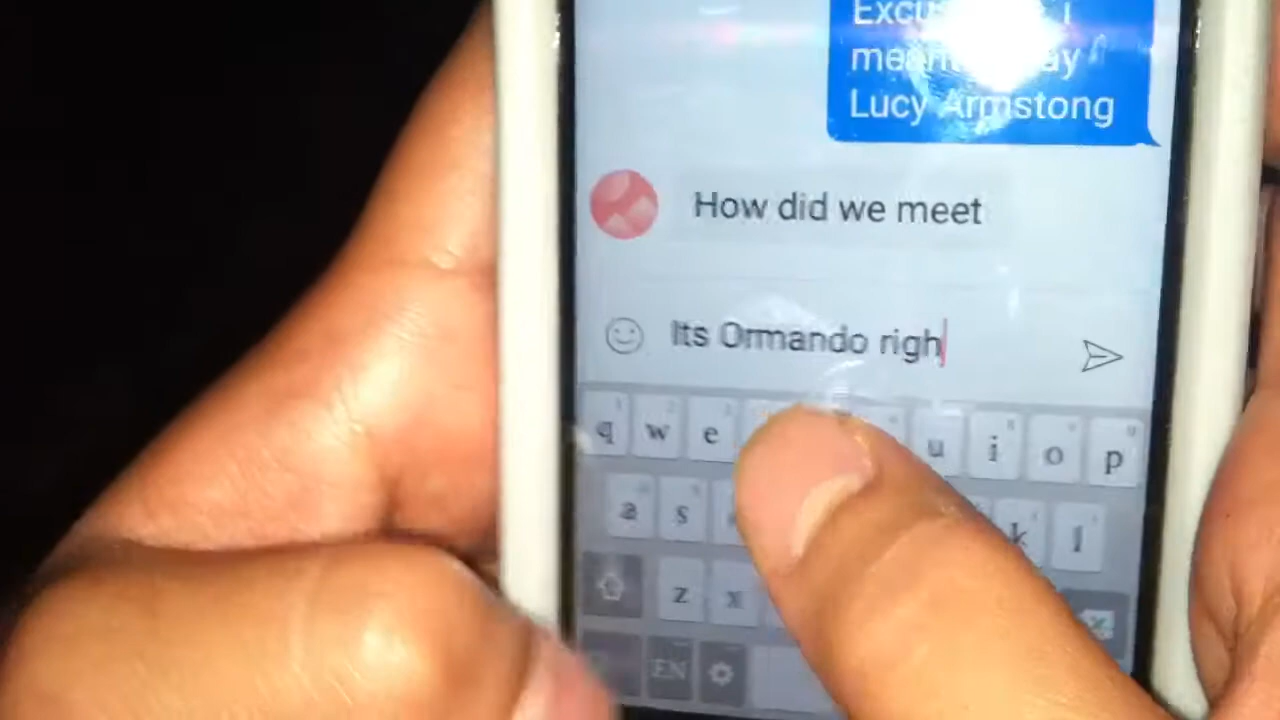 Lucy Armstong
How did we meet
Its Ormando righ
q w e u i o p
a s k l
z x
EN